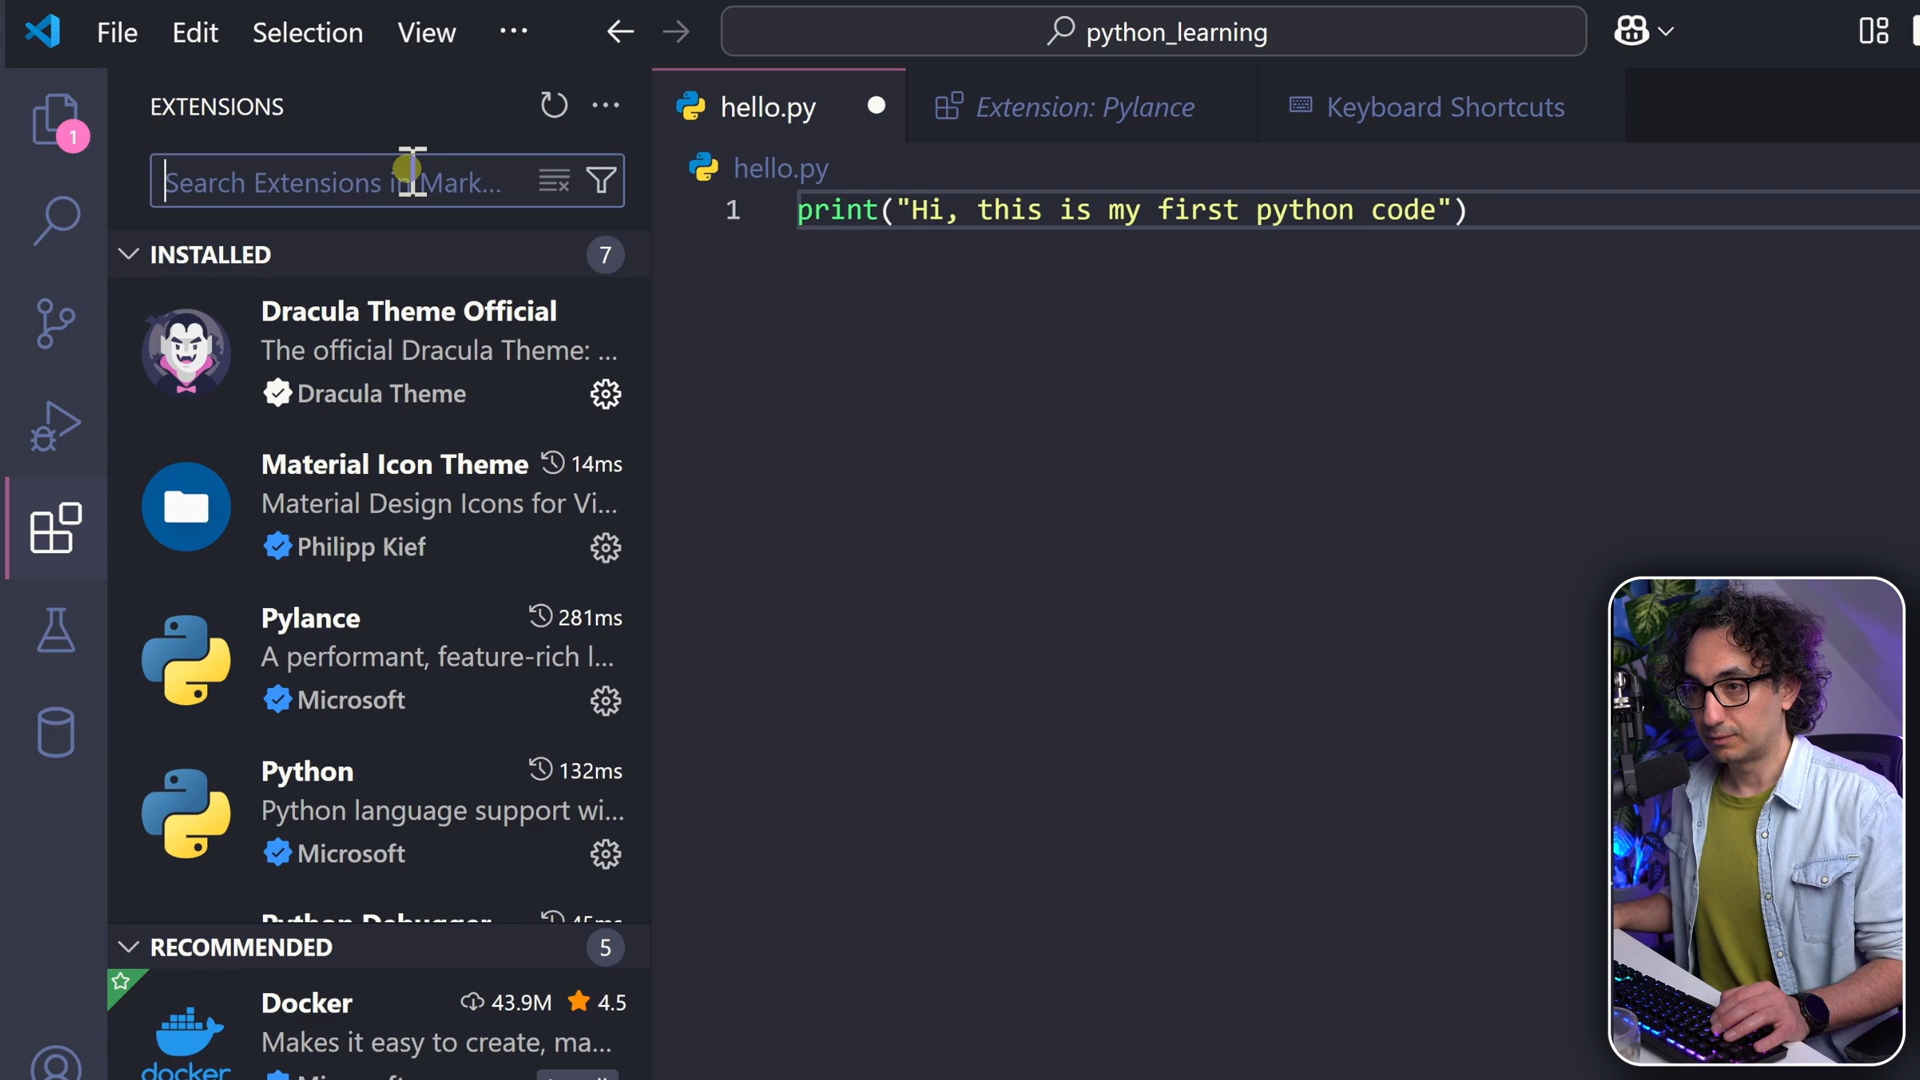 File Edit Selection View ··· python_learning
EXTENSIONS
hello.py
Extension: Pylance
Keyboard Shortcuts
1
Search Extensions in Mark...
hello.py
1 print("Hi, this is my first python code")
INSTALLED 7
Dracula Theme Official
The official Dracula Theme: ...
Dracula Theme
Material Icon Theme 14ms
Material Design Icons for Vi...
Philipp Kief
Pylance 281ms
A performant, feature-rich l...
Microsoft
Python 132ms
Python language support wi...
Microsoft
Python Debugger 45ms
RECOMMENDED 5
Docker 43.9M 4.5
Makes it easy to create, ma...
docker